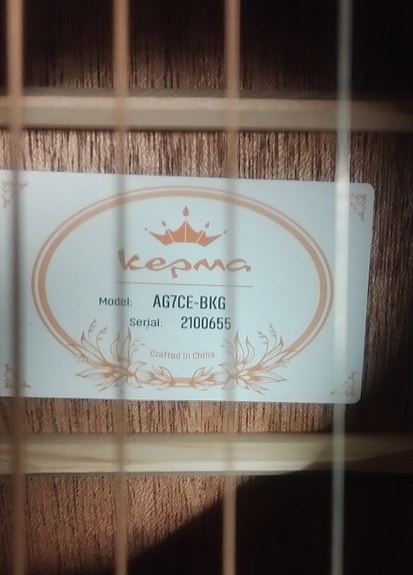 Kepma
Model: AG7CE-BKG
Serial: 2100655
Crafted in China